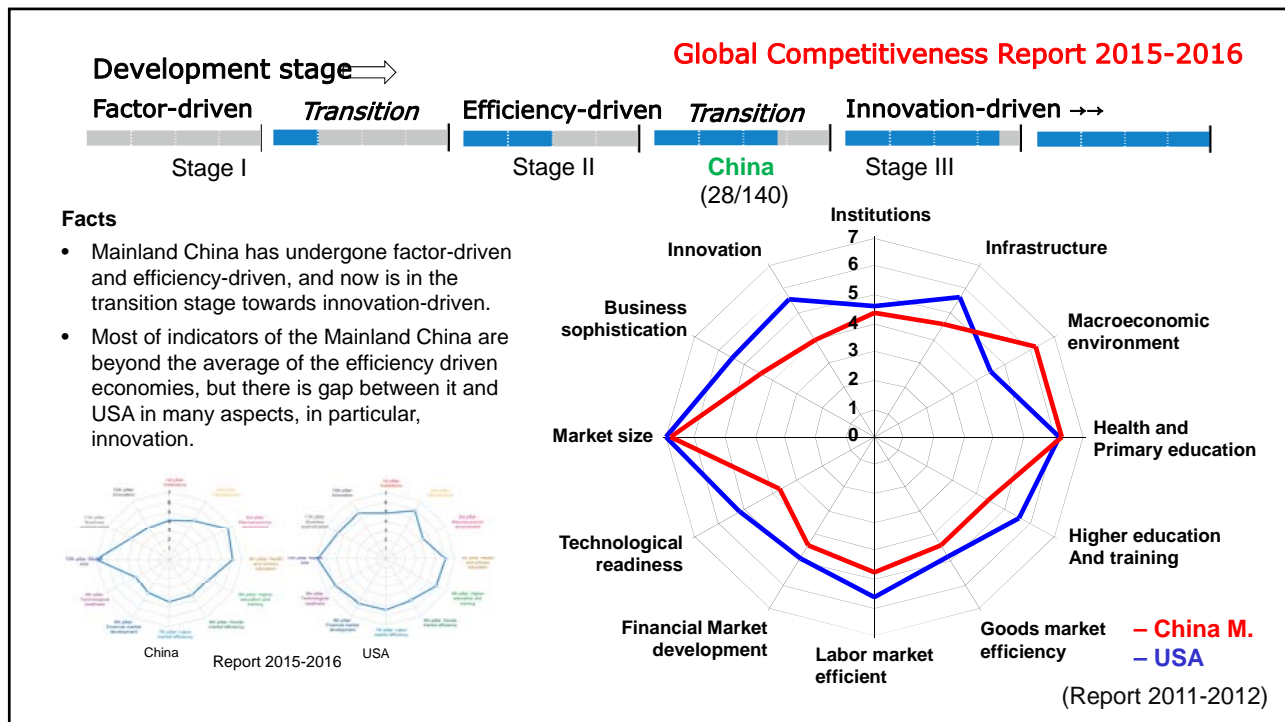 Global Competitiveness Report 2015-2016
Development stage
Factor-driven
Transition
Efficiency-driven
Transition
Innovation-driven →→
Stage I
Stage II
China
(28/140)
Stage III
Facts
• Mainland China has undergone factor-driven
and efficiency-driven, and now is in the
transition stage towards innovation-driven.
• Most of indicators of the Mainland China are
beyond the average of the efficiency driven
economies, but there is gap between it and
USA in many aspects, in particular,
innovation.
China
Report 2015-2016
USA
Institutions
Infrastructure
Macroeconomic
environment
Health and
Primary education
Higher education
And training
Goods market
efficiency
Labor market
efficient
Financial Market
development
Technological
readiness
Market size
Business
sophistication
Innovation
7
6
5
4
3
2
1
0
– China M.
– USA
(Report 2011-2012)